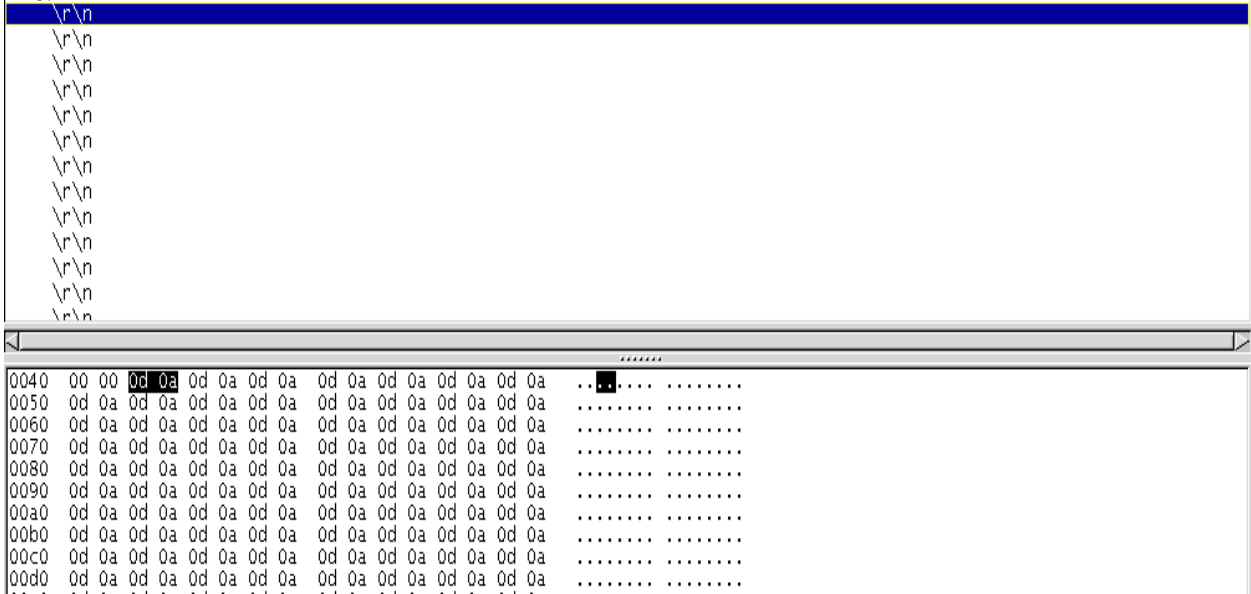 \r\n
\r\n
\r\n
\r\n
\r\n
\r\n
\r\n
\r\n
\r\n
\r\n
\r\n
\r\n
\r\n
0040 00 00 0d 0a 0d 0a 0d 0a 0d 0a 0d 0a 0d 0a 0d 0a ........ ........
0050 0d 0a 0d 0a 0d 0a 0d 0a 0d 0a 0d 0a 0d 0a 0d 0a ........ ........
0060 0d 0a 0d 0a 0d 0a 0d 0a 0d 0a 0d 0a 0d 0a 0d 0a ........ ........
0070 0d 0a 0d 0a 0d 0a 0d 0a 0d 0a 0d 0a 0d 0a 0d 0a ........ ........
0080 0d 0a 0d 0a 0d 0a 0d 0a 0d 0a 0d 0a 0d 0a 0d 0a ........ ........
0090 0d 0a 0d 0a 0d 0a 0d 0a 0d 0a 0d 0a 0d 0a 0d 0a ........ ........
00a0 0d 0a 0d 0a 0d 0a 0d 0a 0d 0a 0d 0a 0d 0a 0d 0a ........ ........
00b0 0d 0a 0d 0a 0d 0a 0d 0a 0d 0a 0d 0a 0d 0a 0d 0a ........ ........
00c0 0d 0a 0d 0a 0d 0a 0d 0a 0d 0a 0d 0a 0d 0a 0d 0a ........ ........
00d0 0d 0a 0d 0a 0d 0a 0d 0a 0d 0a 0d 0a 0d 0a 0d 0a ........ ........